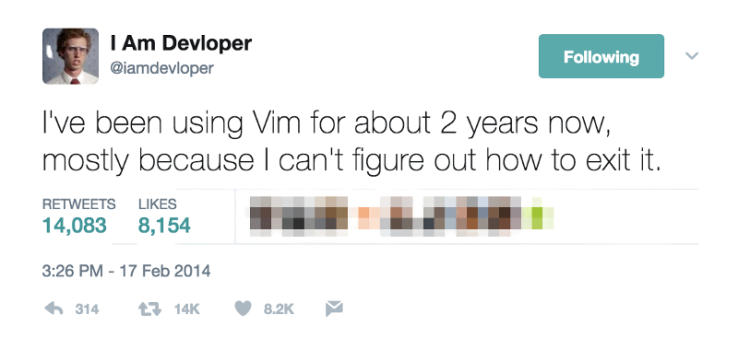 I Am Devloper
@iamdevloper
Following
I've been using Vim for about 2 years now,
mostly because I can't figure out how to exit it.
RETWEETS LIKES
14,083 8,154
3:26 PM - 17 Feb 2014
314 14K 8.2K